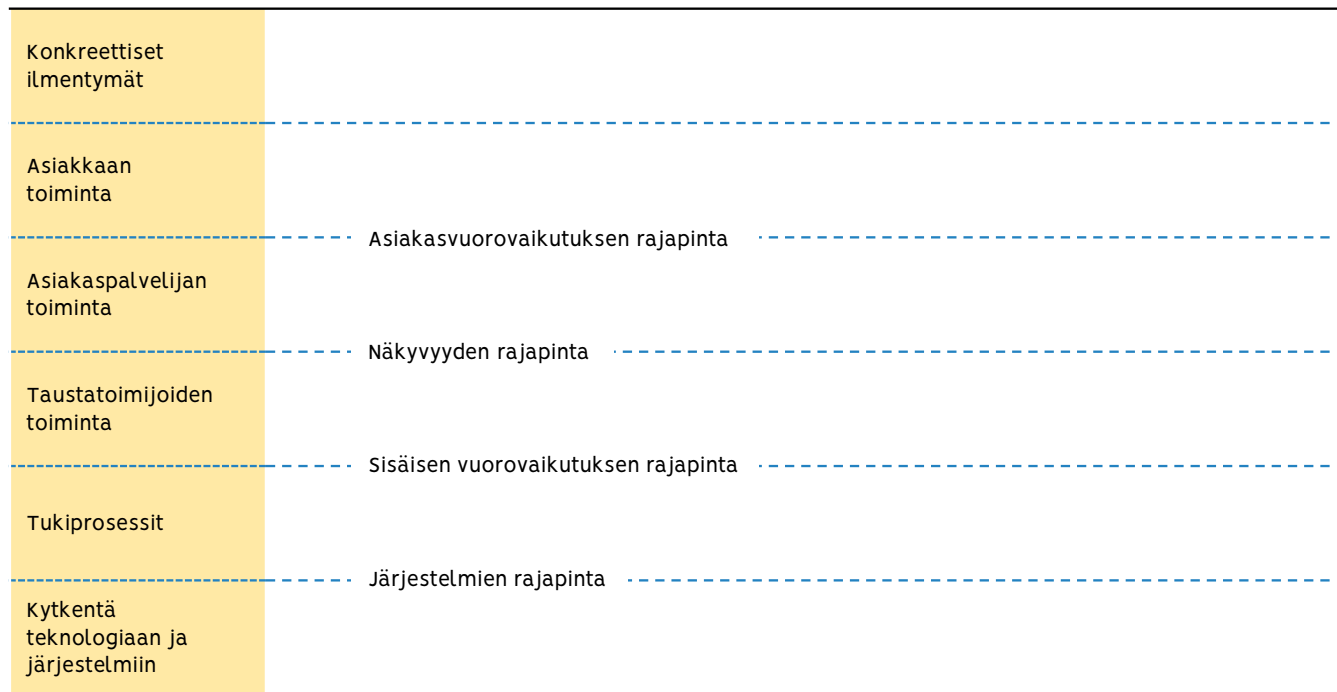 Konkreettiset
ilmentymät
Asiakkaan
toiminta
Asiakasvuorovaikutuksen rajapinta
Asiakaspalvelijan
toiminta
Näkyvyyden rajapinta
Taustatoimijoiden
toiminta
Sisäisen vuorovaikutuksen rajapinta
Tukiprosessit
Järjestelmien rajapinta
Kytkentä
teknologiaan ja
järjestelmiin